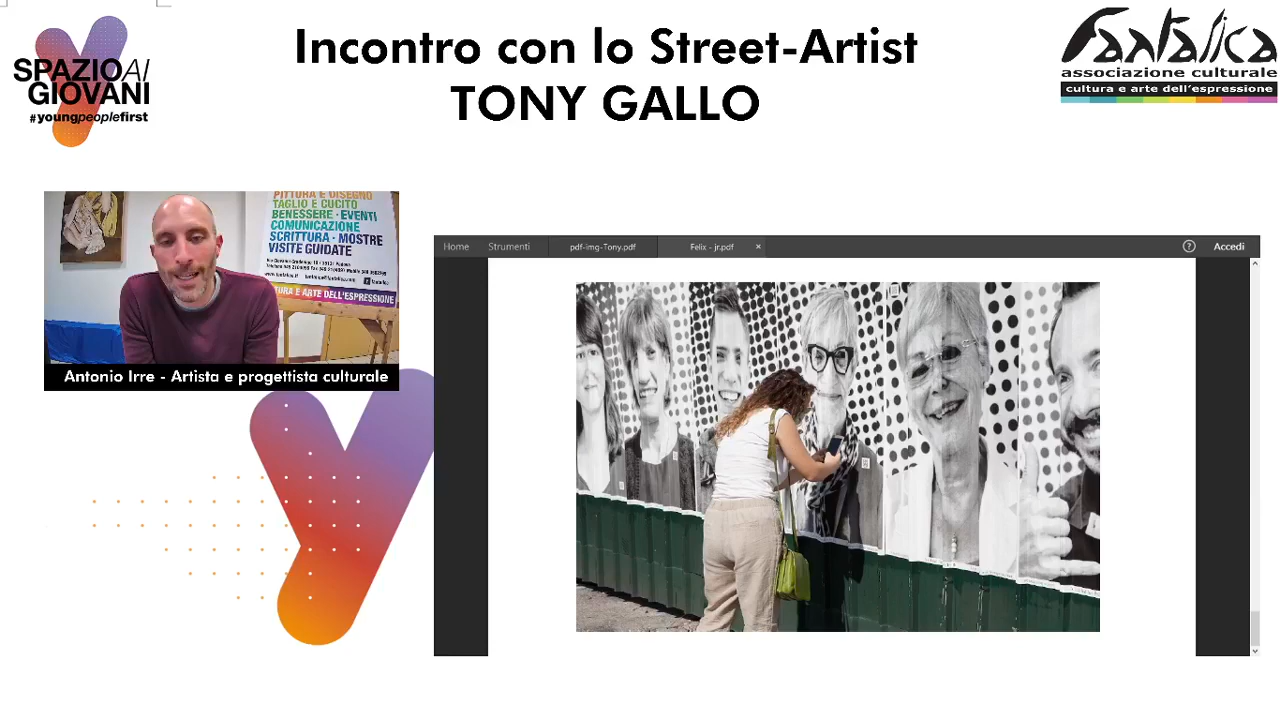 Incontro con lo Street-Artist
TONY GALLO
SPAZIO AI
GIOVANI
#youngpeoplefirst
Fantalica
associazione culturale
cultura e arte dell'espressione
PITTURA E DISEGNO
TAGLIO E CUCITO
BENESSERE · EVENTI
COMUNICAZIONE
SCRITTURA · MOSTRE
VISITE GUIDATE
E ARTE DELL'ESPRESSIONE
Antonio Irre - Artista e progettista culturale
Home Strumenti pdf-img-Tony.pdf Felix - jr.pdf × ? Accedi